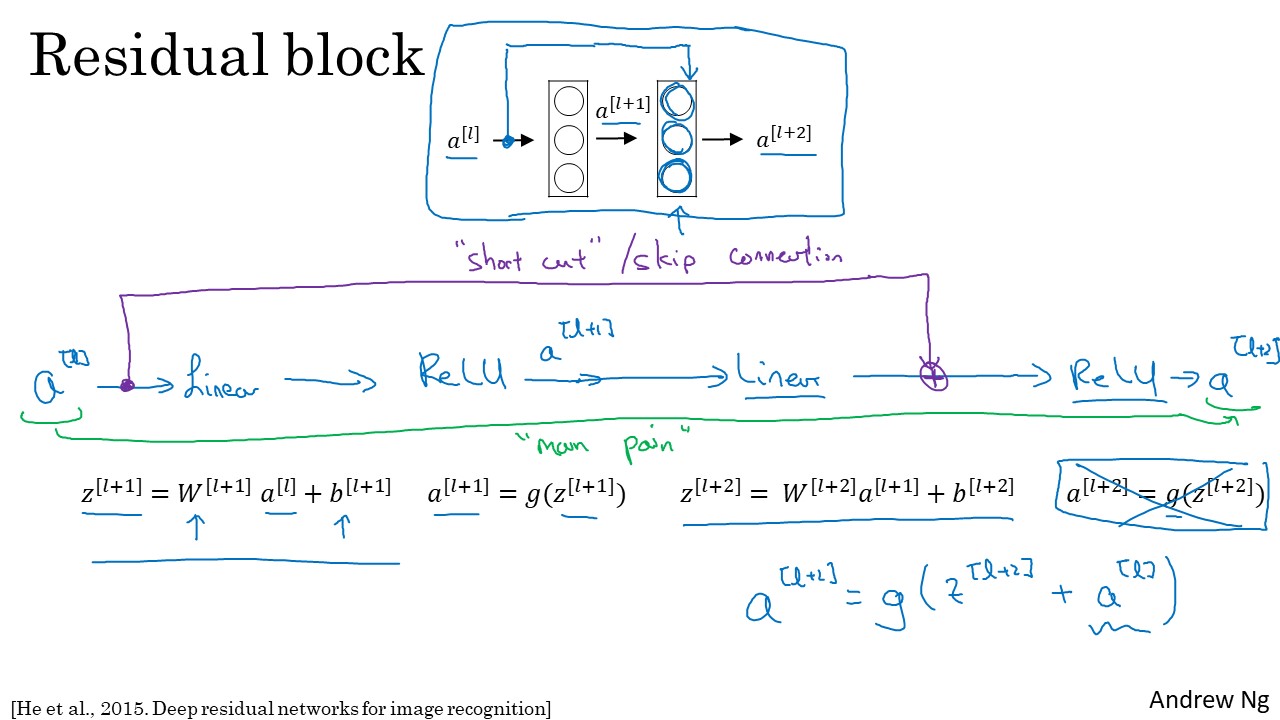 Residual block
a^[l]
a^[l+1]
a^[l+2]
"short cut" / skip connection
a^[l] Linear ReLU a^[l+1] Linear + ReLU a^[l+2]
"main path"
z^[l+1] = W^[l+1] a^[l] + b^[l+1] a^[l+1] = g(z^[l+1]) z^[l+2] = W^[l+2] a^[l+1] + b^[l+2] a^[l+2] = g(z^[l+2])
a^[l+2] = g(z^[l+2] + a^[l])
Andrew Ng
[He et al., 2015. Deep residual networks for image recognition]